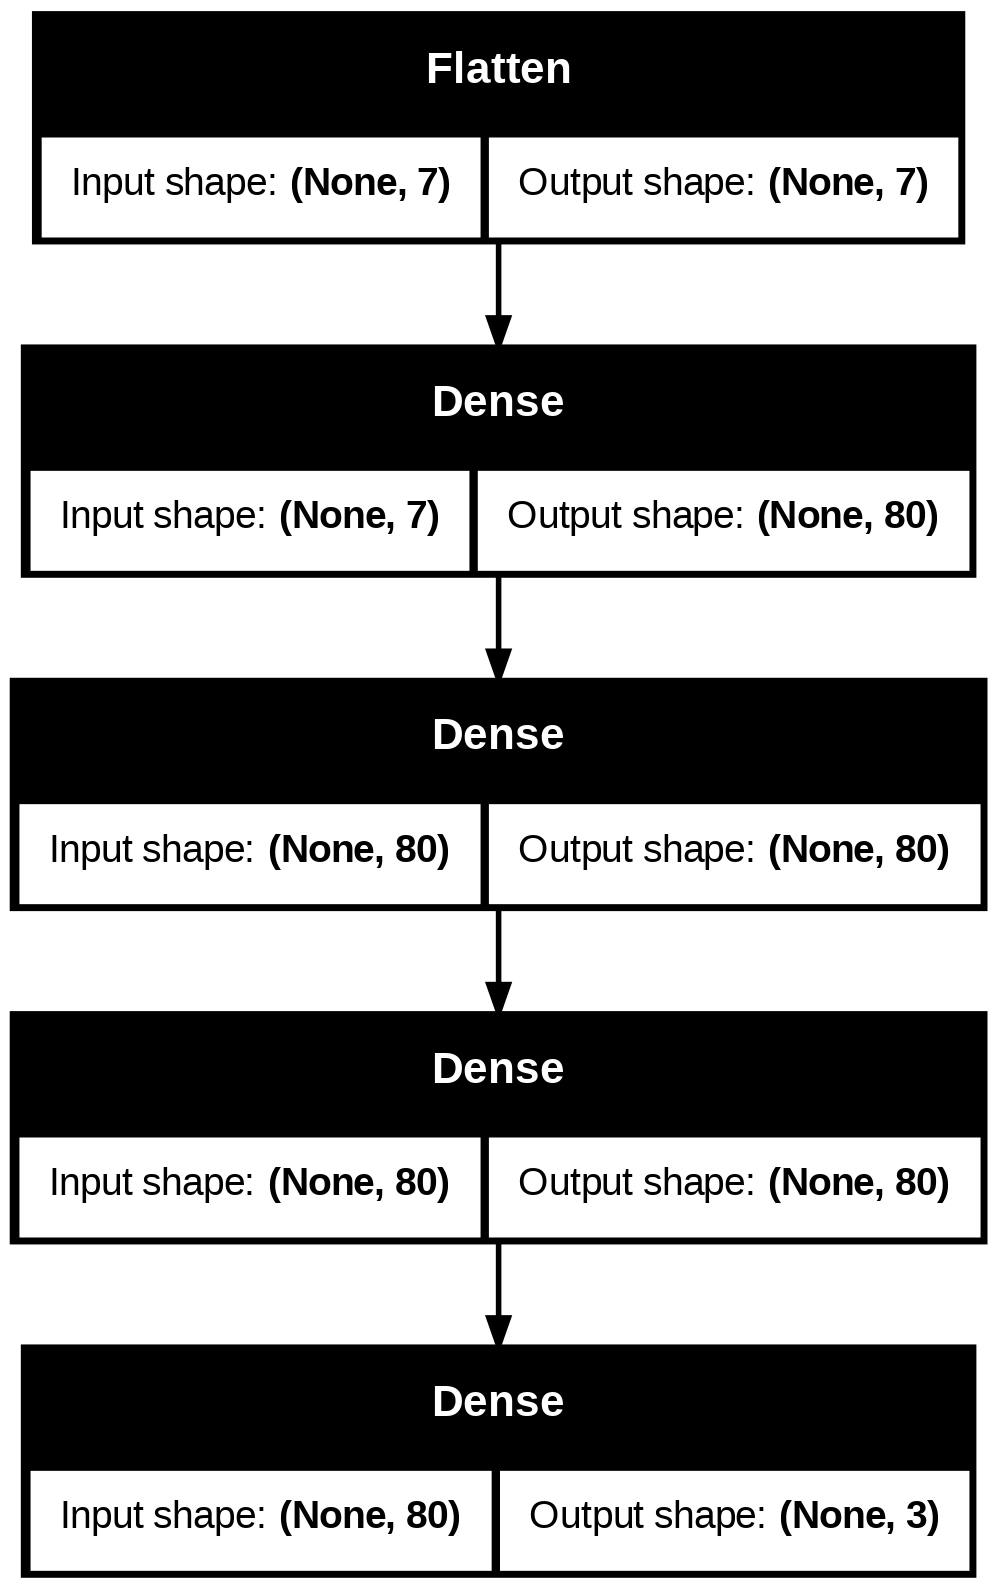 Flatten
Input shape: (None, 7) Output shape: (None, 7)
Dense
Input shape: (None, 7) Output shape: (None, 80)
Dense
Input shape: (None, 80) Output shape: (None, 80)
Dense
Input shape: (None, 80) Output shape: (None, 80)
Dense
Input shape: (None, 80) Output shape: (None, 3)